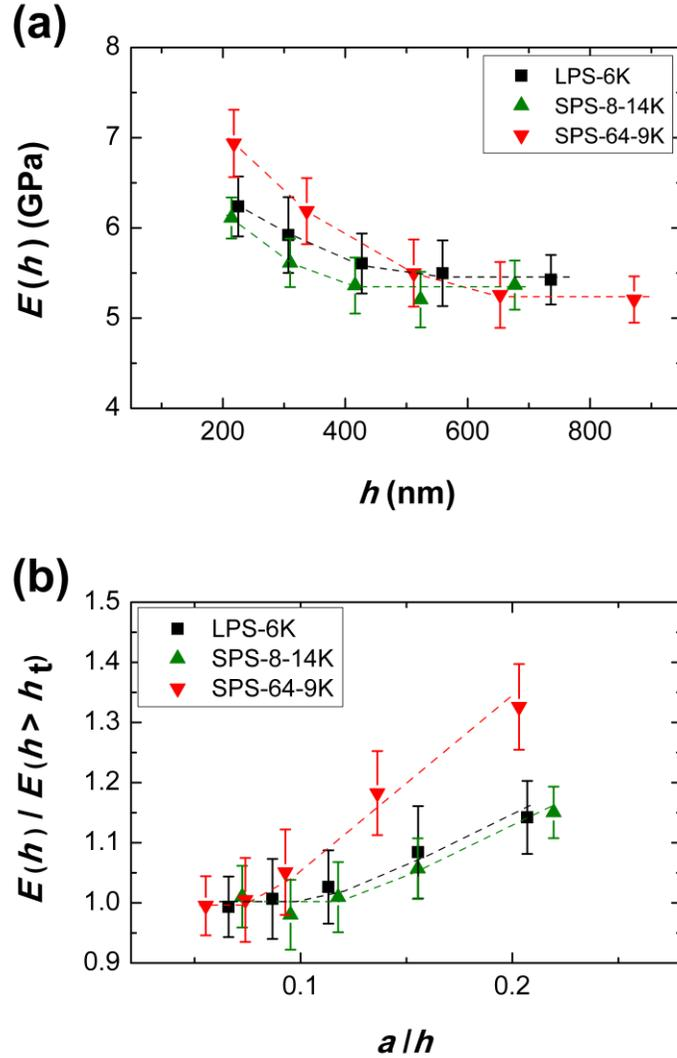 (a)
8
7
6
5
4
E(h) (GPa)
LPS-6K
SPS-8-14K
SPS-64-9K
200 400 600 800
h (nm)
(b)
1.5
1.4
1.3
1.2
1.1
1.0
0.9
E(h) / E(h > ht)
LPS-6K
SPS-8-14K
SPS-64-9K
0.1 0.2
a/h